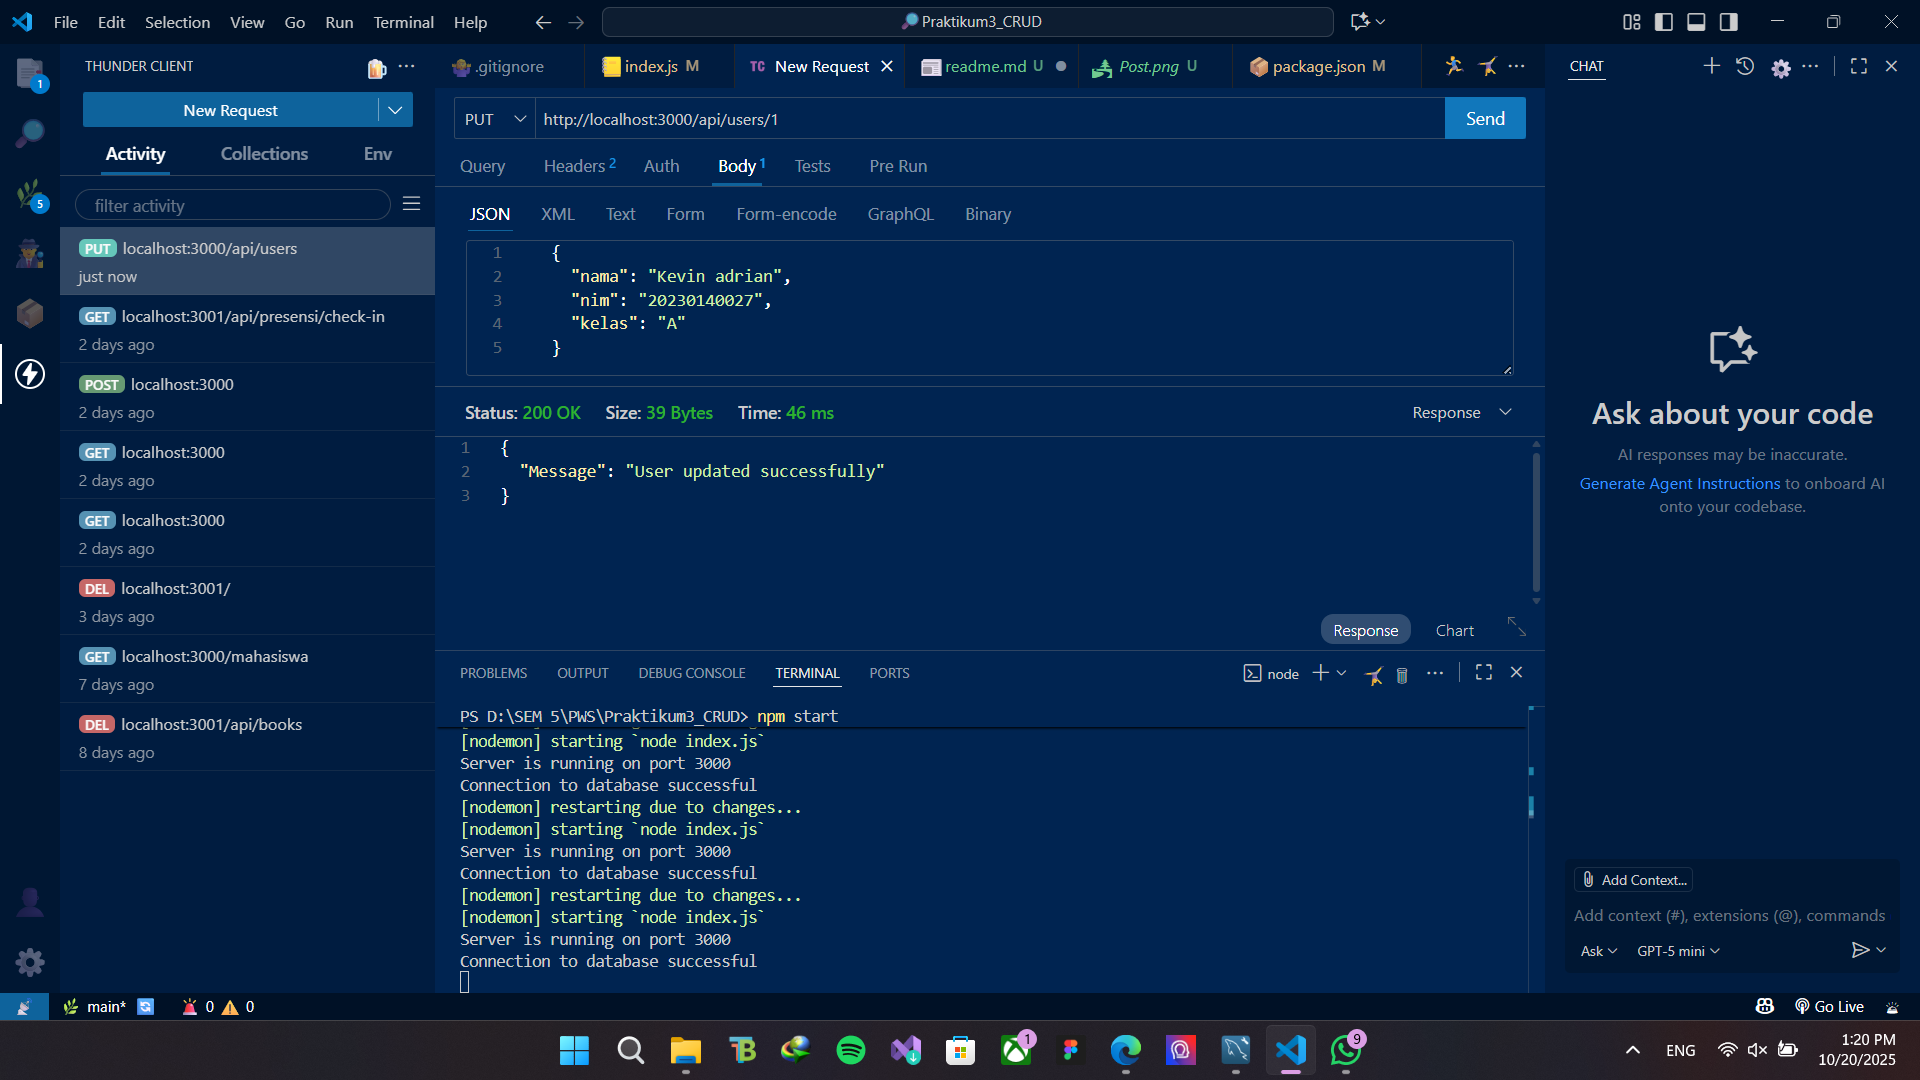 File Edit Selection View Go Run Terminal Help
Praktikum3_CRUD
THUNDER CLIENT
New Request
Activity Collections Env
filter activity
PUT localhost:3000/api/users
just now
GET localhost:3001/api/presensi/check-in
2 days ago
POST localhost:3000
2 days ago
GET localhost:3000
2 days ago
GET localhost:3000
2 days ago
DEL localhost:3001/
3 days ago
GET localhost:3000/mahasiswa
7 days ago
DEL localhost:3001/api/books
8 days ago
1
5
.gitignore
index.js M
TC New Request
readme.md U
Post.png U
package.json M
PUT http://localhost:3000/api/users/1 Send
Query Headers 2 Auth Body 1 Tests Pre Run
JSON XML Text Form Form-encode GraphQL Binary
1 {
2 "nama": "Kevin adrian",
3 "nim": "20230140027",
4 "kelas": "A"
5 }
Status: 200 OK Size: 39 Bytes Time: 46 ms Response
1 {
2 "Message": "User updated successfully"
3 }
Response Chart
PROBLEMS OUTPUT DEBUG CONSOLE TERMINAL PORTS node
PS D:\SEM 5\PWS\Praktikum3_CRUD> npm start
[nodemon] starting `node index.js`
Server is running on port 3000
Connection to database successful
[nodemon] restarting due to changes...
[nodemon] starting `node index.js`
Server is running on port 3000
Connection to database successful
[nodemon] restarting due to changes...
[nodemon] starting `node index.js`
Server is running on port 3000
Connection to database successful
CHAT
Ask about your code
AI responses may be inaccurate.
Generate Agent Instructions to onboard AI
onto your codebase.
Add Context...
Add context (#), extensions (@), commands
Ask GPT-5 mini
main* 0 0
Go Live
1
9
ENG
1:20 PM
10/20/2025